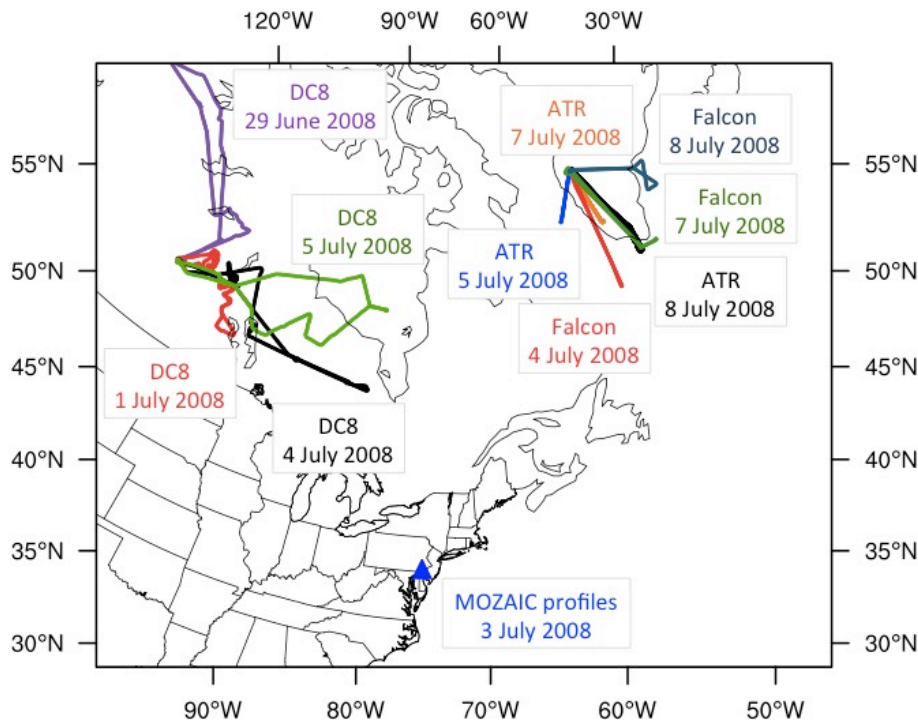 120°W 90°W 60°W 30°W
DC8
29 June 2008
ATR
7 July 2008
Falcon
8 July 2008
55°N
55°N
DC8
5 July 2008
Falcon
7 July 2008
ATR
5 July 2008
50°N
50°N
ATR
8 July 2008
Falcon
4 July 2008
45°N
45°N
DC8
1 July 2008
DC8
4 July 2008
40°N
40°N
35°N
35°N
MOZAIC profiles
3 July 2008
30°N
30°N
90°W 80°W 70°W 60°W 50°W